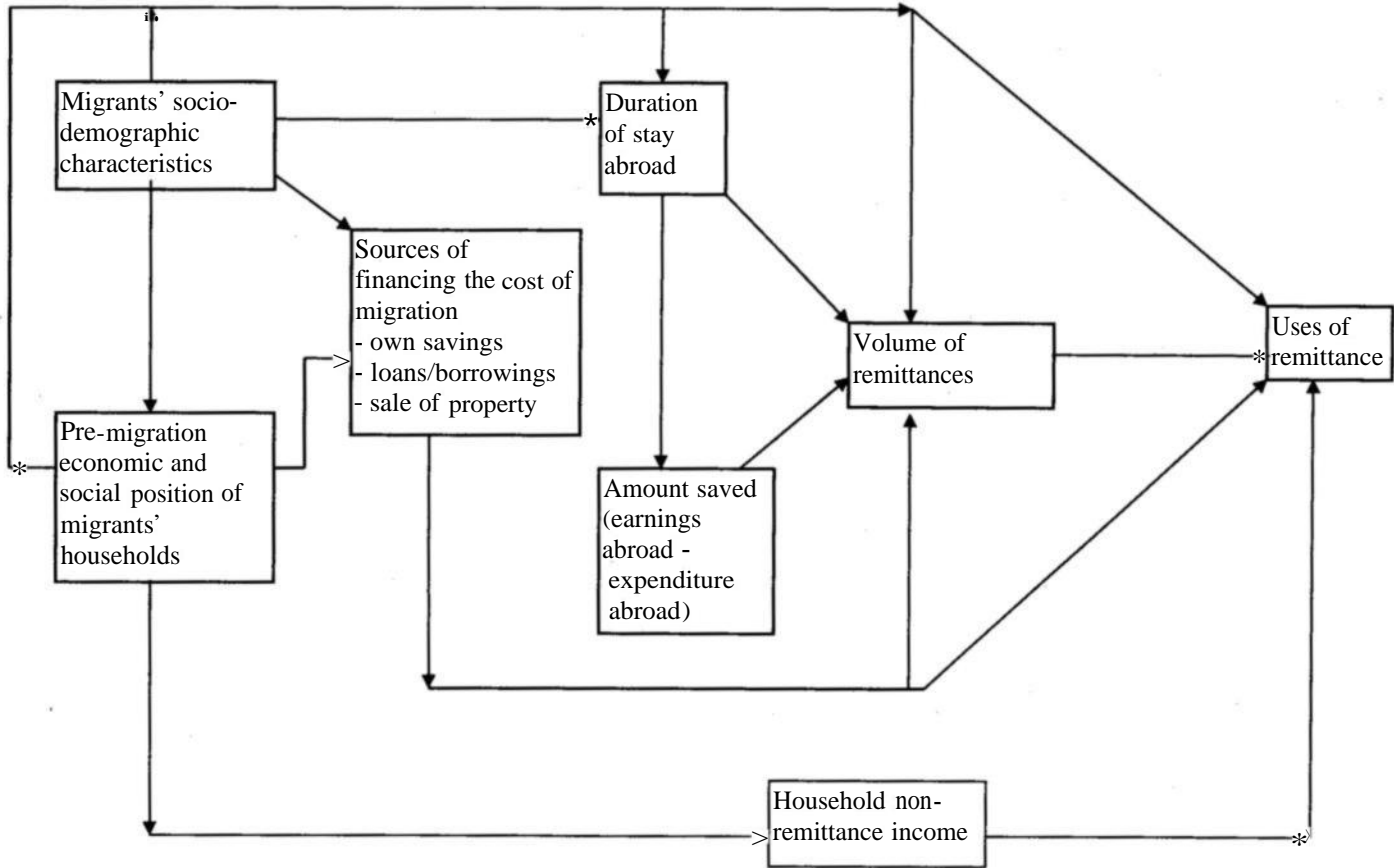 Migrants' socio-
demographic
characteristics
Duration
of stay
abroad
Sources of
financing the cost of
migration
- own savings
- loans/borrowings
- sale of property
Volume of
remittances
Uses of
remittance
Pre-migration
economic and
social position of
migrants'
households
Amount saved
(earnings
abroad -
expenditure
abroad)
Household non-
remittance income